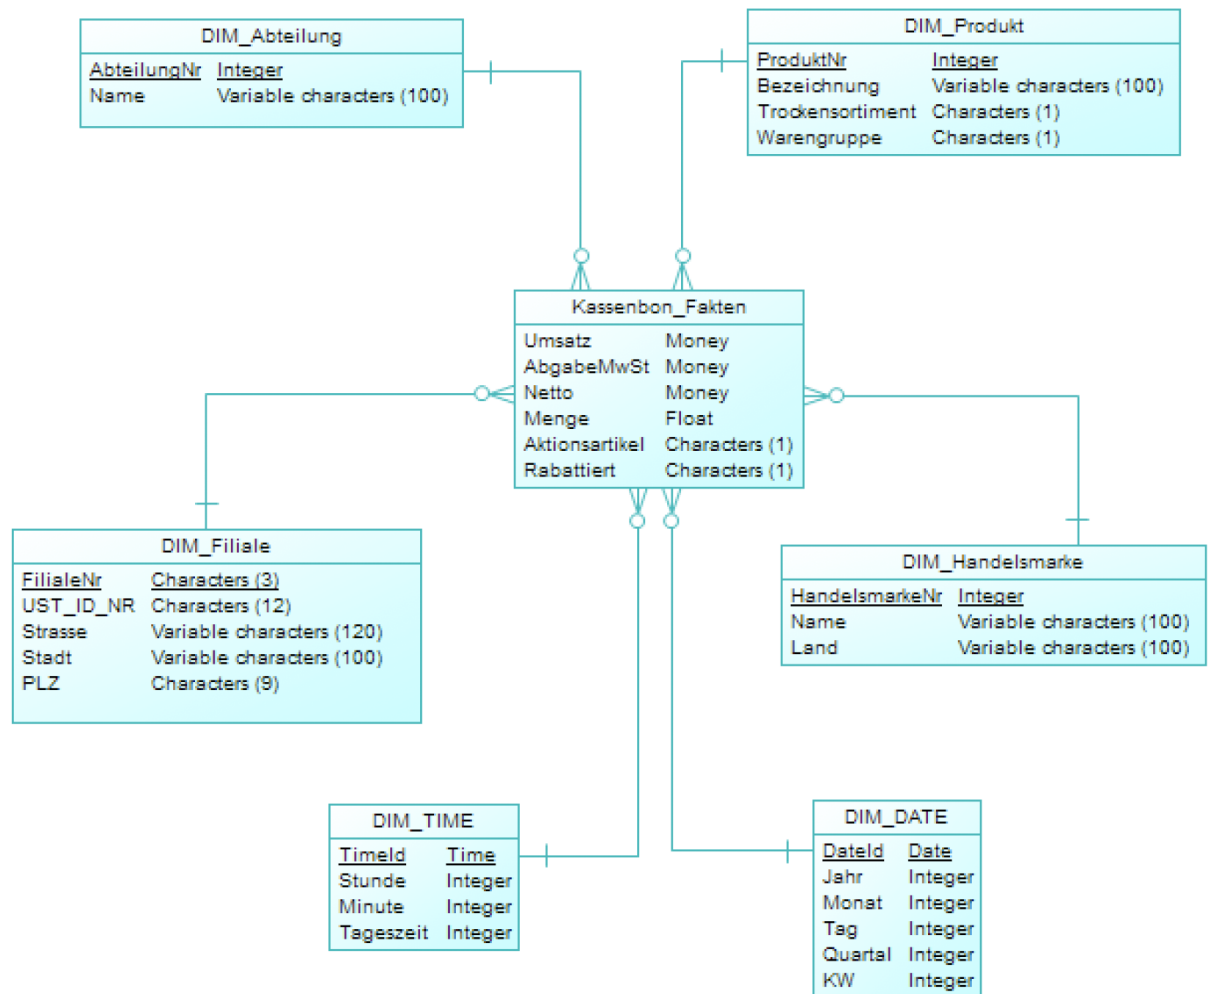 DIM_Abteilung
AbteilungNr Integer
Name Variable characters (100)
DIM_Produkt
ProduktNr Integer
Bezeichnung Variable characters (100)
Trockensortiment Characters (1)
Warengruppe Characters (1)
Kassenbon_Fakten
Umsatz Money
AbgabeMwSt Money
Netto Money
Menge Float
Aktionsartikel Characters (1)
Rabattiert Characters (1)
DIM_Filiale
FilialeNr Characters (3)
UST_ID_NR Characters (12)
Strasse Variable characters (120)
Stadt Variable characters (100)
PLZ Characters (9)
DIM_Handelsmarke
HandelsmarkeNr Integer
Name Variable characters (100)
Land Variable characters (100)
DIM_TIME
TimeId Time
Stunde Integer
Minute Integer
Tageszeit Integer
DIM_DATE
DateId Date
Jahr Integer
Monat Integer
Tag Integer
Quartal Integer
KW Integer